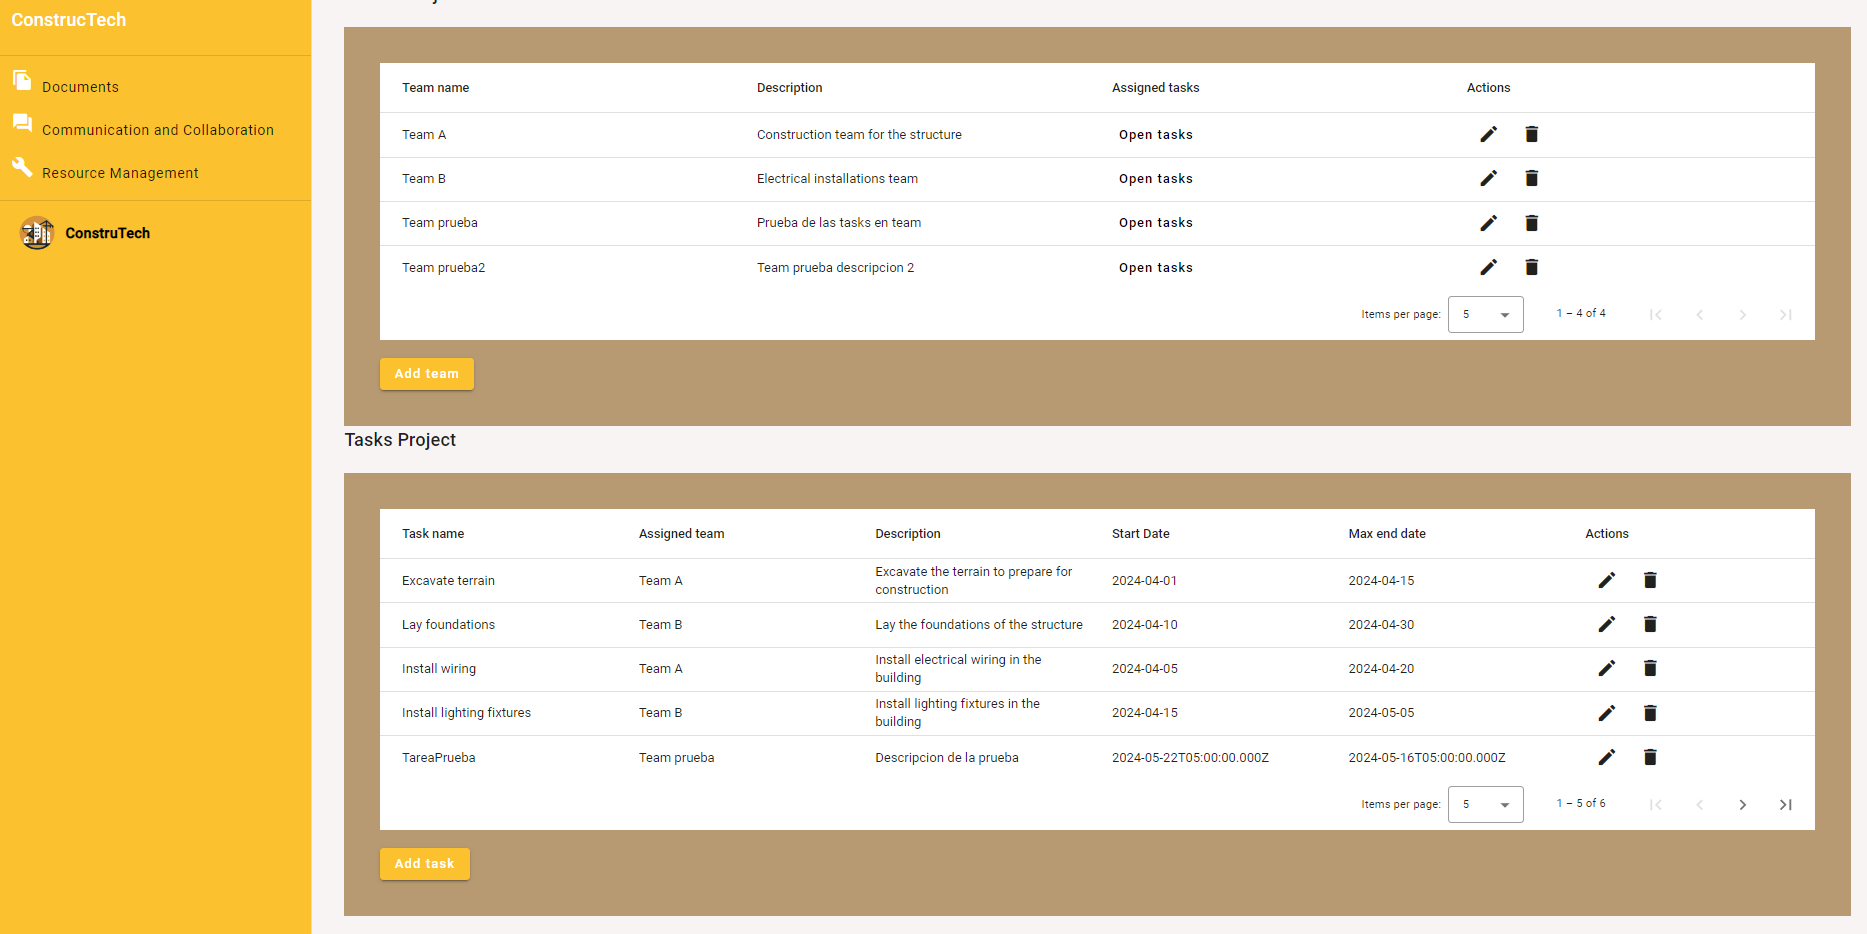 ConstrucTech
Documents
Communication and Collaboration
Resource Management
ConstruTech
Team name Description Assigned tasks Actions
Team A Construction team for the structure Open tasks
Team B Electrical installations team Open tasks
Team prueba Prueba de las tasks en team Open tasks
Team prueba2 Team prueba descripcion 2 Open tasks
Items per page: 5 1 – 4 of 4
Add team
Tasks Project
Task name Assigned team Description Start Date Max end date Actions
Excavate terrain Team A Excavate the terrain to prepare for 2024-04-01 2024-04-15
construction
Lay foundations Team B Lay the foundations of the structure 2024-04-10 2024-04-30
Install wiring Team A Install electrical wiring in the 2024-04-05 2024-04-20
building
Install lighting fixtures Team B Install lighting fixtures in the 2024-04-15 2024-05-05
building
TareaPrueba Team prueba Descripcion de la prueba 2024-05-22T05:00:00.000Z 2024-05-16T05:00:00.000Z
Items per page: 5 1 – 5 of 6
Add task